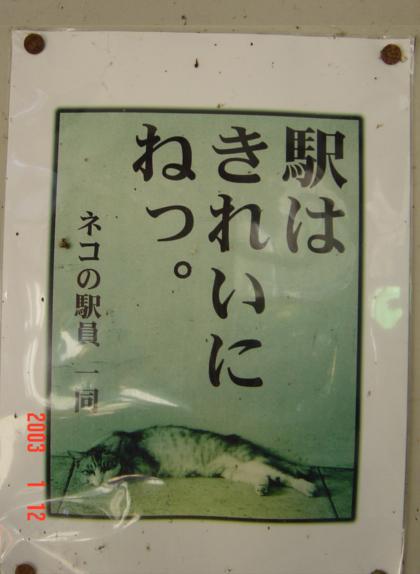 駅は
きれいに
ねっ。
ネコの駅員 一同
2003 1 12